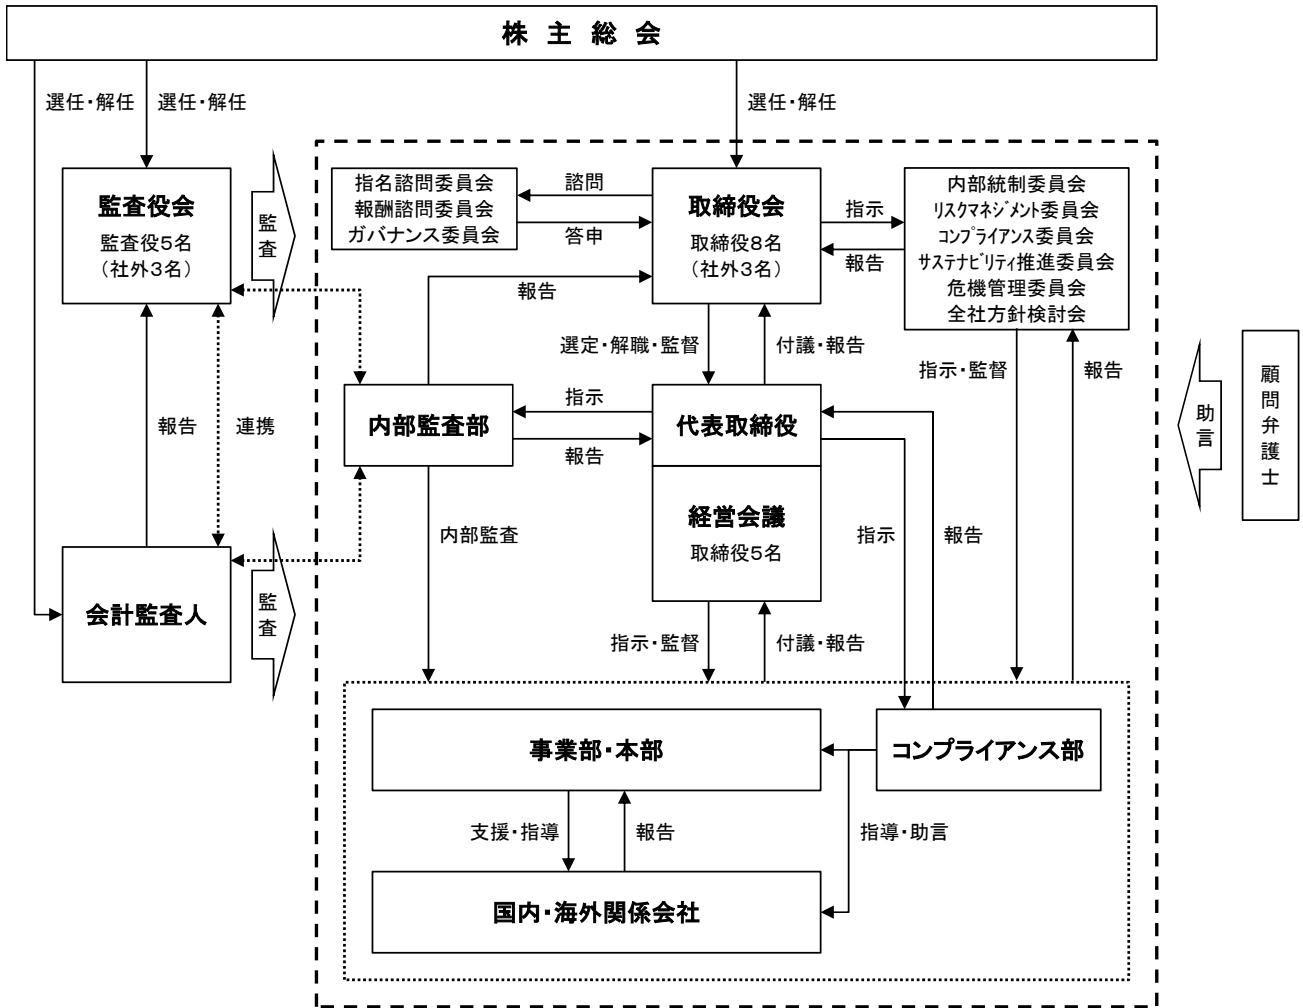 株 主 総 会
選任・解任
選任・解任
選任・解任
監査役会
監査役5名
(社外3名)
監査
指名諮問委員会
報酬諮問委員会
ガバナンス委員会
諮問
答申
取締役会
取締役8名
(社外3名)
指示
報告
内部統制委員会
リスクマネジメント委員会
コンプライアンス委員会
サステナビリティ推進委員会
危機管理委員会
全社方針検討会
報告
選定・解職・監督
付議・報告
指示・監督
報告
顧問弁護士
助言
報告
連携
内部監査部
指示
報告
代表取締役
経営会議
取締役5名
内部監査
指示
報告
会計監査人
監査
指示・監督
付議・報告
事業部・本部
コンプライアンス部
支援・指導
報告
指導・助言
国内・海外関係会社